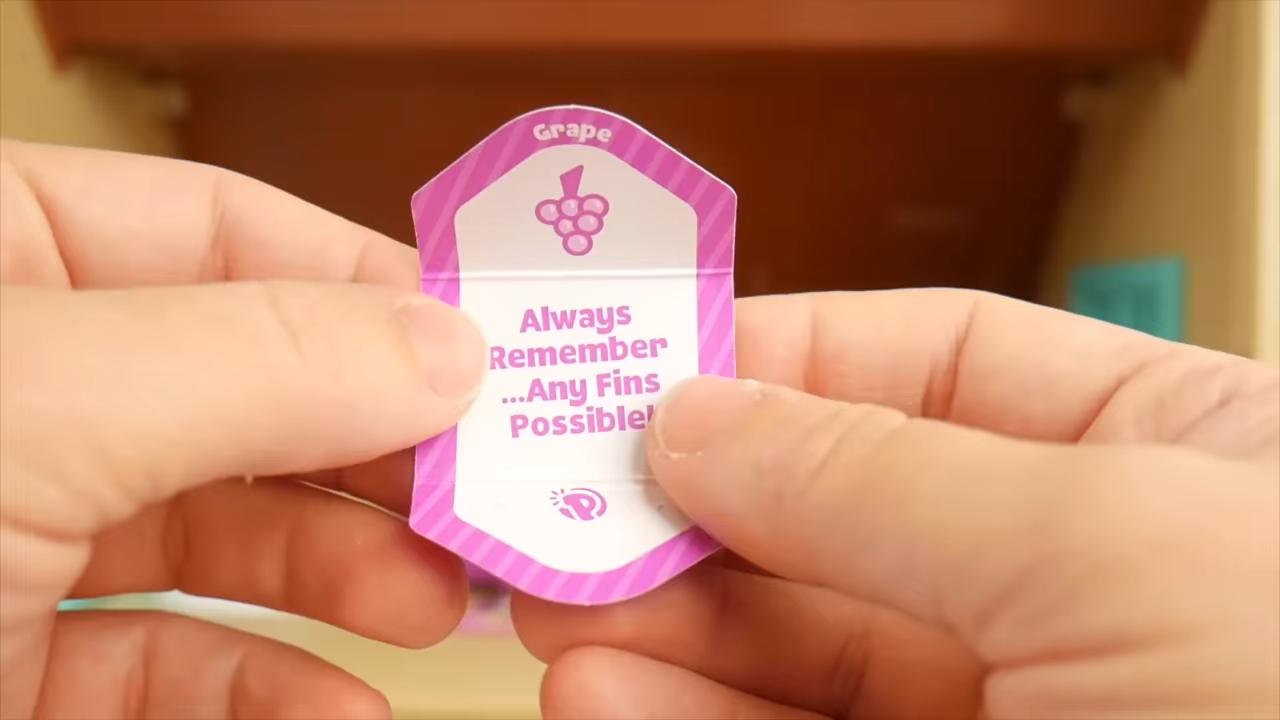 Grape
Always
Remember
...Any Fins
Possible!
P